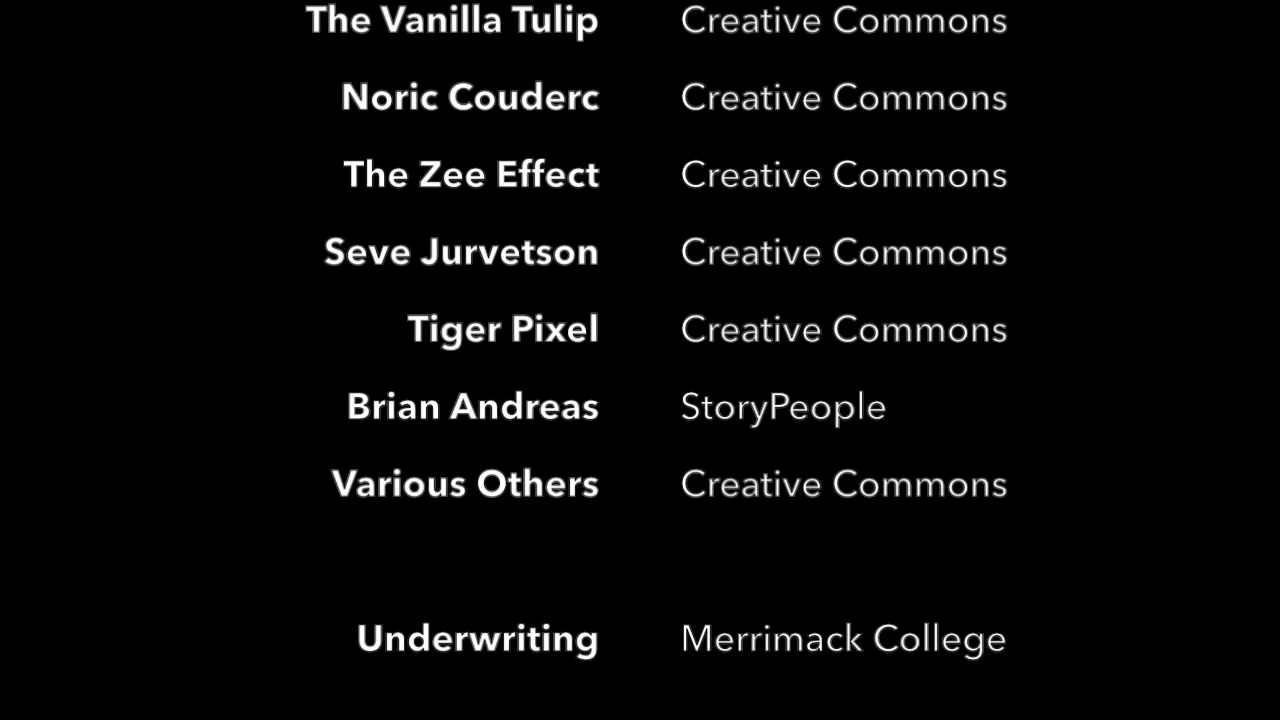 The Vanilla Tulip Creative Commons
Noric Couderc Creative Commons
The Zee Effect Creative Commons
Seve Jurvetson Creative Commons
Tiger Pixel Creative Commons
Brian Andreas StoryPeople
Various Others Creative Commons
Underwriting Merrimack College